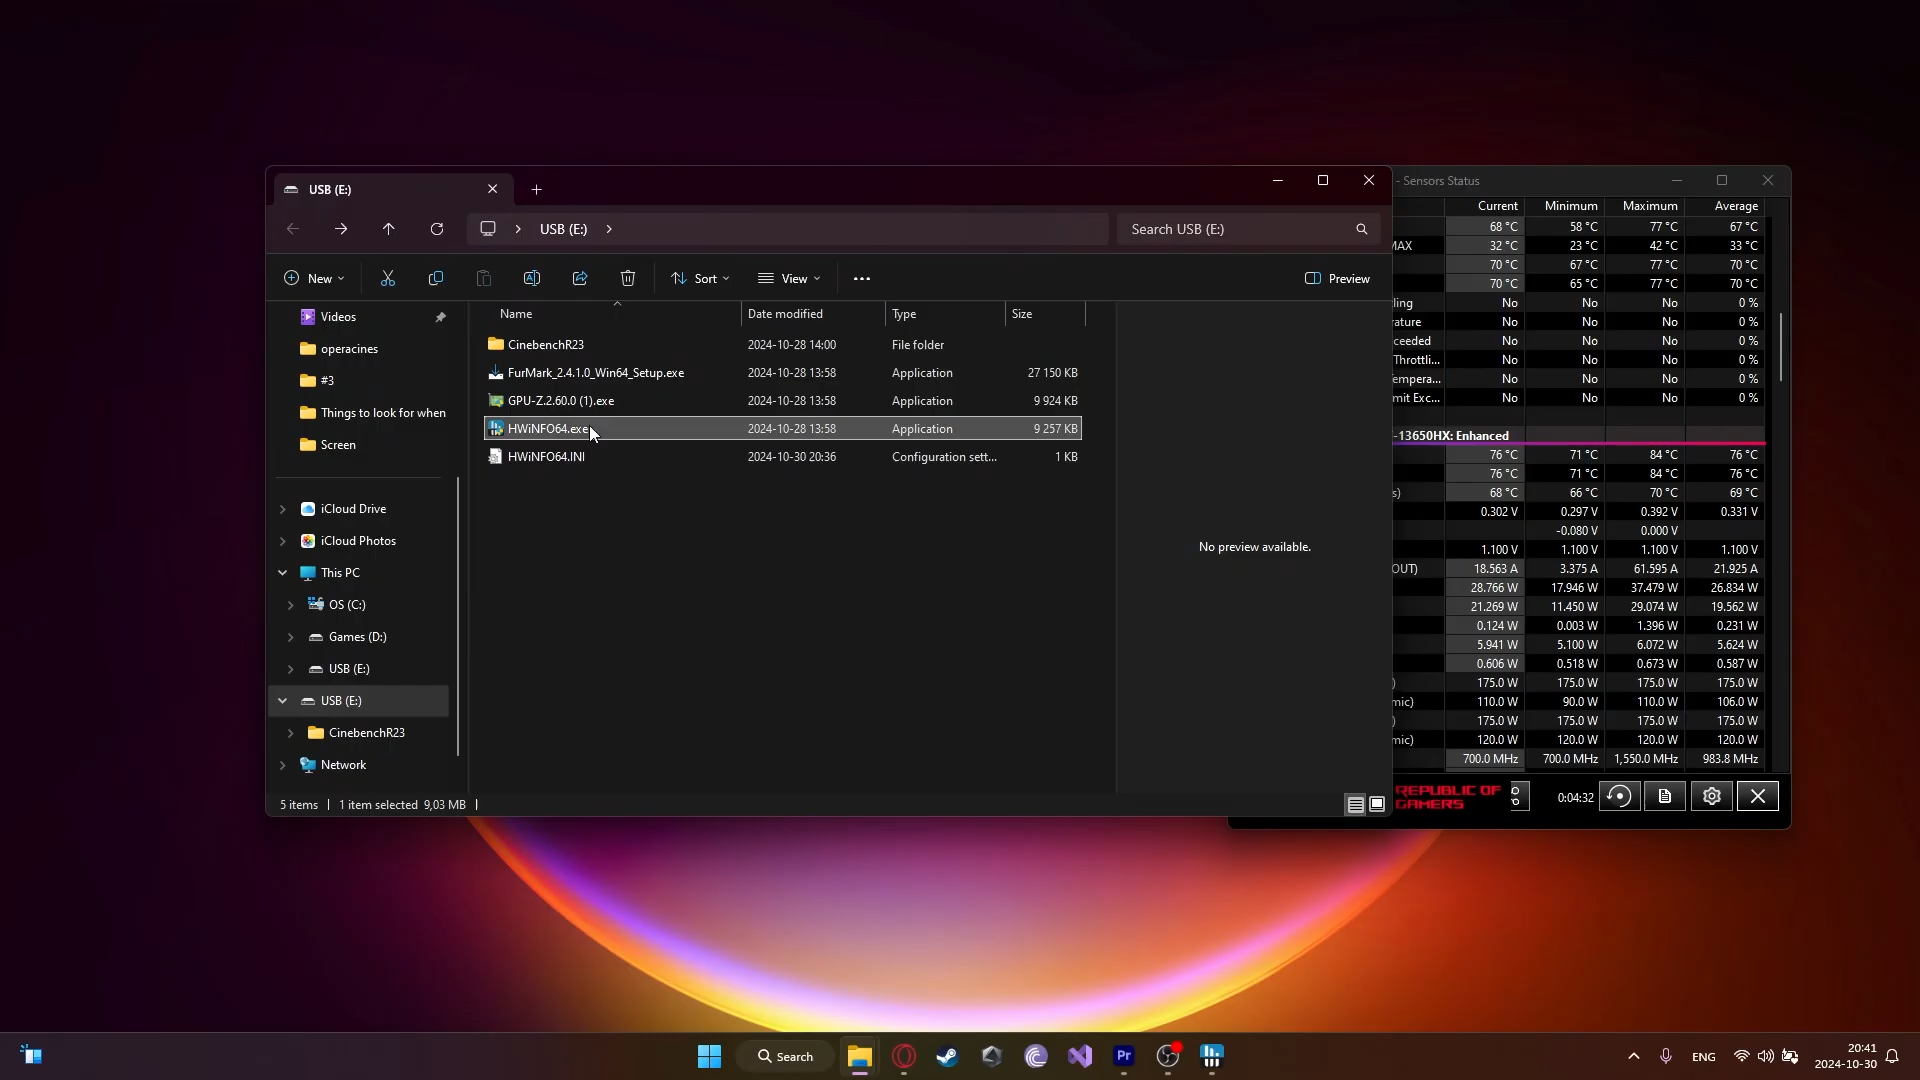 USB (E:)
USB (E:)
Search USB (E:)
New
Sort
View
Preview
Videos
operacines
#3
Things to look for when
Screen
iCloud Drive
iCloud Photos
This PC
OS (C:)
Games (D:)
USB (E:)
USB (E:)
CinebenchR23
Network
Name Date modified Type Size
CinebenchR23 2024-10-28 14:00 File folder
FurMark_2.4.1.0_Win64_Setup.exe 2024-10-28 13:58 Application 27 150 KB
GPU-Z.2.60.0 (1).exe 2024-10-28 13:58 Application 9 924 KB
HWiNFO64.exe 2024-10-28 13:58 Application 9 257 KB
HWiNFO64.INI 2024-10-30 20:36 Configuration sett... 1 KB
No preview available.
5 items 1 item selected 9,03 MB
- Sensors Status
Current Minimum Maximum Average
68 °C 58 °C 77 °C 67 °C
MAX 32 °C 23 °C 42 °C 33 °C
70 °C 67 °C 77 °C 70 °C
70 °C 65 °C 77 °C 70 °C
ling No No No 0 %
rature No No No 0 %
ceeded No No No 0 %
Throttli... No No No 0 %
empera... No No No 0 %
mit Exc... No No No 0 %
-13650HX: Enhanced
76 °C 71 °C 84 °C 76 °C
76 °C 71 °C 84 °C 76 °C
s) 68 °C 66 °C 70 °C 69 °C
0.302 V 0.297 V 0.392 V 0.331 V
-0.080 V 0.000 V
1.100 V 1.100 V 1.100 V 1.100 V
OUT) 18.563 A 3.375 A 61.595 A 21.925 A
28.766 W 17.946 W 37.479 W 26.834 W
21.269 W 11.450 W 29.074 W 19.562 W
0.124 W 0.003 W 1.396 W 0.231 W
5.941 W 5.100 W 6.072 W 5.624 W
0.606 W 0.518 W 0.673 W 0.587 W
) 175.0 W 175.0 W 175.0 W 175.0 W
mic) 110.0 W 90.0 W 110.0 W 106.0 W
) 175.0 W 175.0 W 175.0 W 175.0 W
mic) 120.0 W 120.0 W 120.0 W 120.0 W
700.0 MHz 700.0 MHz 1,550.0 MHz 983.8 MHz
REPUBLIC OF
GAMERS
0:04:32
Search
Pr
ENG
20:41
2024-10-30